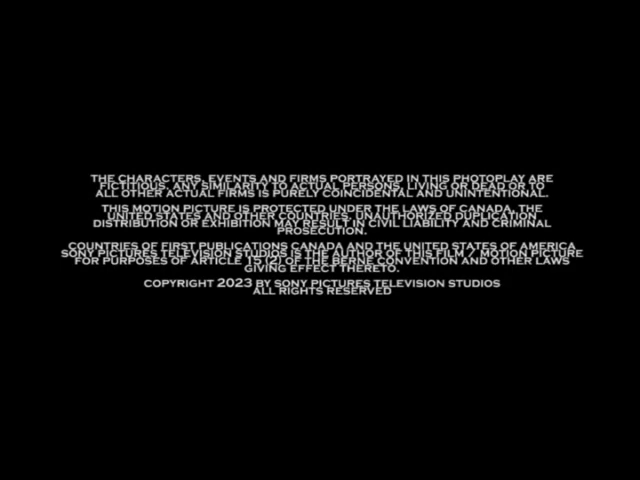 THE CHARACTERS, EVENTS AND FIRMS PORTRAYED IN THIS PHOTOPLAY ARE
FICTITIOUS, ANY SIMILARITY TO ACTUAL PERSONS, LIVING OR DEAD OR TO
ALL OTHER ACTUAL FIRMS IS PURELY COINCIDENTAL AND UNINTENTIONAL.
THIS MOTION PICTURE IS PROTECTED UNDER THE LAWS OF CANADA, THE
UNITED STATES AND OTHER COUNTRIES. UNAUTHORIZED DUPLICATION,
DISTRIBUTION OR EXHIBITION MAY RESULT IN CIVIL LIABILITY AND CRIMINAL
PROSECUTION.
COUNTRIES OF FIRST PUBLICATIONS CANADA AND THE UNITED STATES OF AMERICA
SONY PICTURES TELEVISION STUDIOS IS THE AUTHOR OF THIS FILM / MOTION PICTURE
FOR PURPOSES OF ARTICLE 15 (2) OF THE BERNE CONVENTION AND OTHER LAWS
GIVING EFFECT THERETO.
COPYRIGHT 2023 BY SONY PICTURES TELEVISION STUDIOS
ALL RIGHTS RESERVED